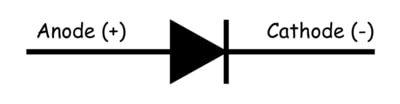 Anode (+) Cathode (-)